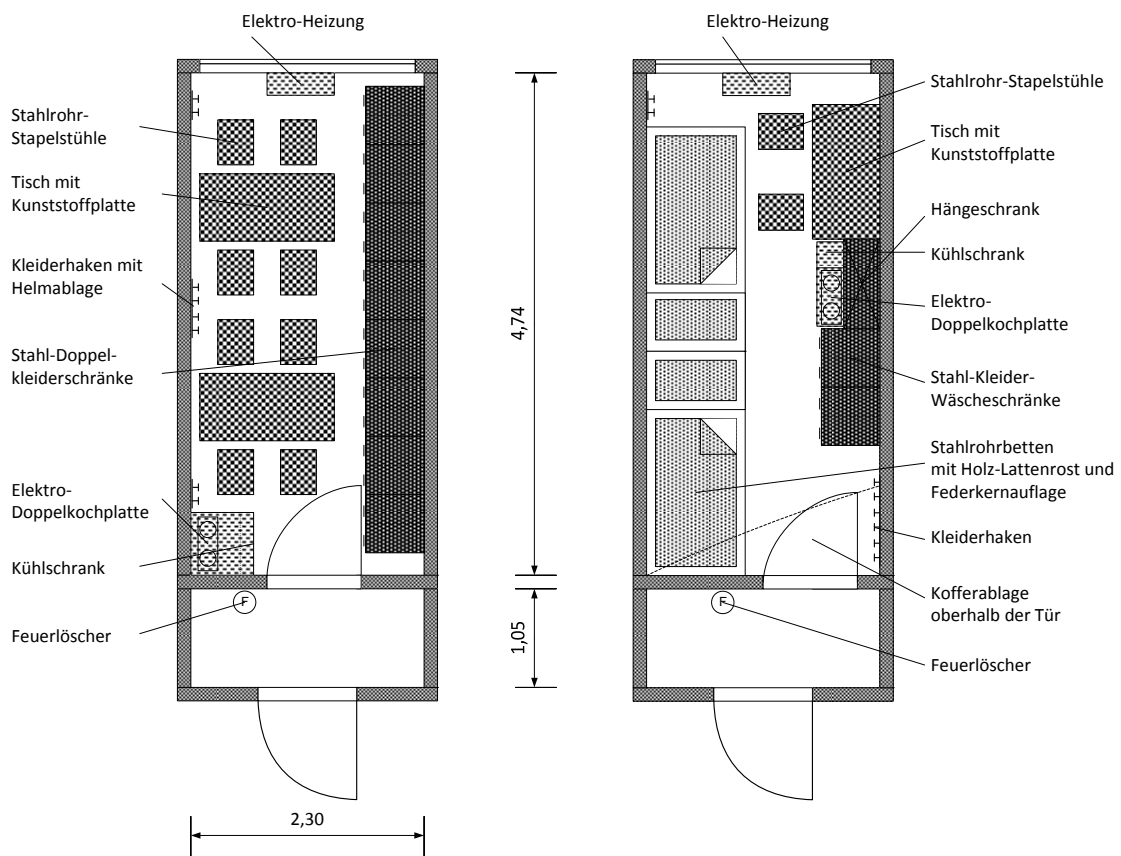 Elektro-Heizung
Stahlrohr-
Stapelstühle
Tisch mit
Kunststoffplatte
Kleiderhaken mit
Helmablage
Stahl-Doppel-
kleiderschränke
Elektro-
Doppelkochplatte
Kühlschrank
Feuerlöscher
F
2,30
4,74
1,05
Elektro-Heizung
Stahlrohr-Stapelstühle
Tisch mit
Kunststoffplatte
Hängeschrank
Kühlschrank
Elektro-
Doppelkochplatte
Stahl-Kleider-
Wäscheschränke
Stahlrohrbetten
mit Holz-Lattenrost und
Federkernauflage
Kleiderhaken
Kofferablage
oberhalb der Tür
Feuerlöscher
F